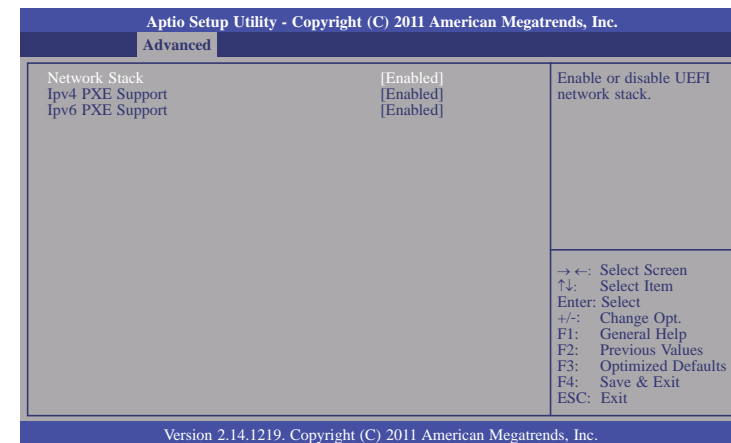 Aptio Setup Utility - Copyright (C) 2011 American Megatrends, Inc.
Advanced
Network Stack [Enabled]
Ipv4 PXE Support [Enabled]
Ipv6 PXE Support [Enabled]
Enable or disable UEFI
network stack.
→←: Select Screen
↑↓: Select Item
Enter: Select
+/-: Change Opt.
F1: General Help
F2: Previous Values
F3: Optimized Defaults
F4: Save & Exit
ESC: Exit
Version 2.14.1219. Copyright (C) 2011 American Megatrends, Inc.